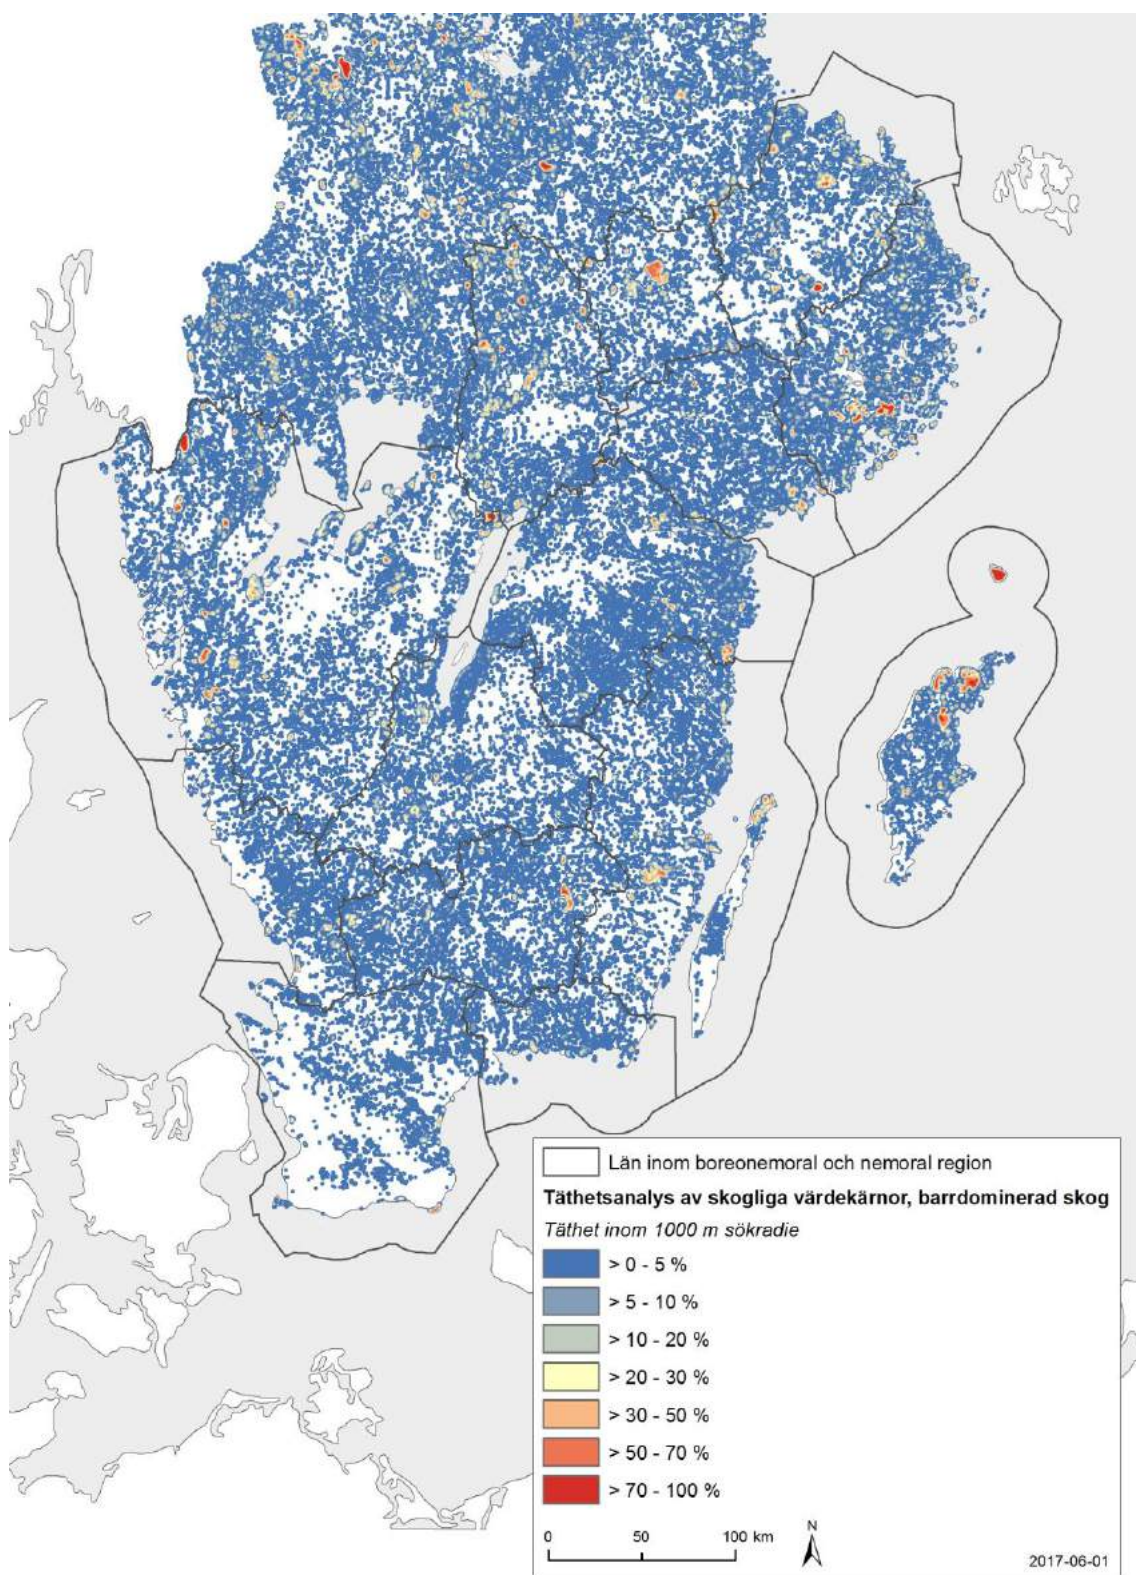 Län inom boreonemoral och nemoral region
Täthetsanalys av skogliga värdekärnor, barrdominerad skog
Täthet inom 1000 m sökradie
> 0 - 5 %
> 5 - 10 %
> 10 - 20 %
> 20 - 30 %
> 30 - 50 %
> 50 - 70 %
> 70 - 100 %
0 50 100 km
N
2017-06-01